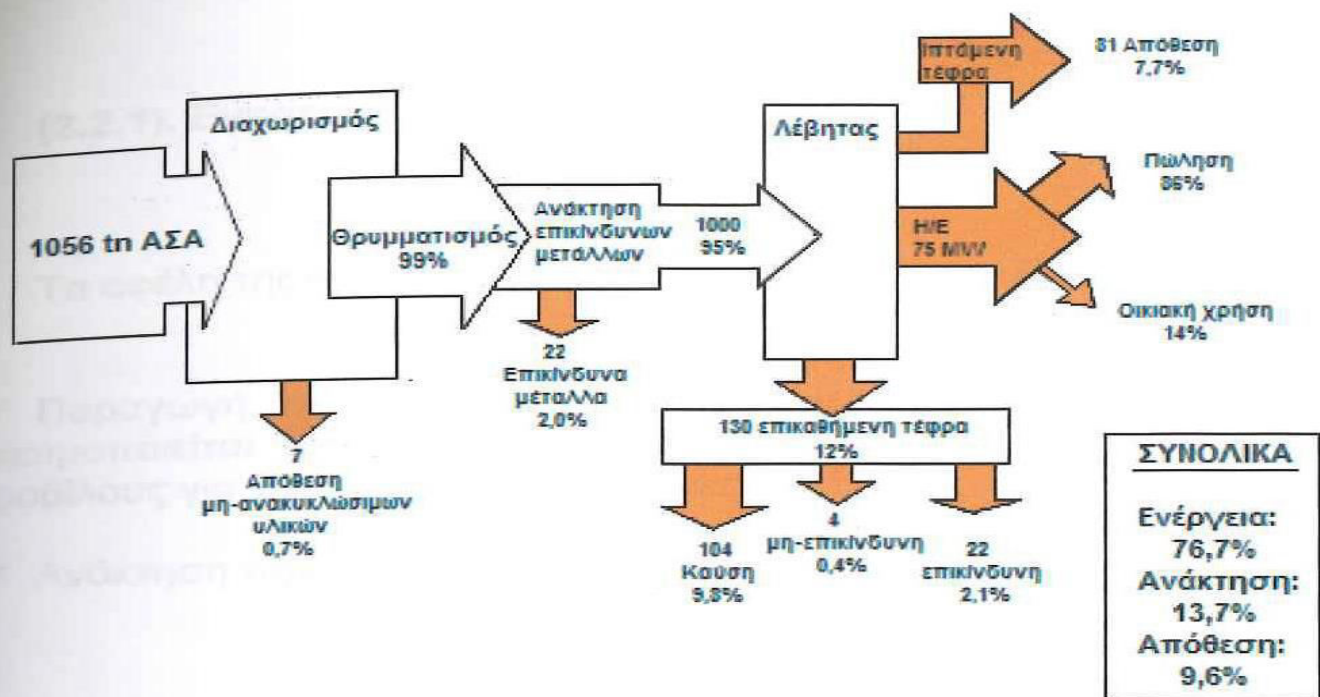 Διαχωρισμός
1056 tn ΑΣΑ
Θρυμματισμός
99%
Ανάκτηση
επικίνδυνων
μετάλλων
1000
95%
Λέβητας
Ιπτάμενη
τέφρα
81 Απόθεση
7,7%
Η/Ε
75 MW
Πώληση
86%
Οικιακή χρήση
14%
7
Απόθεση
μη-ανακυκλώσιμων
υλικών
0,7%
22
Επικίνδυνα
μέταλλα
2,0%
130 επικαθήμενη τέφρα
12%
104
Καύση
9,8%
4
μη-επικίνδυνη
0,4%
22
επικίνδυνη
2,1%
ΣΥΝΟΛΙΚΑ
Ενέργεια:
76,7%
Ανάκτηση:
13,7%
Απόθεση:
9,6%